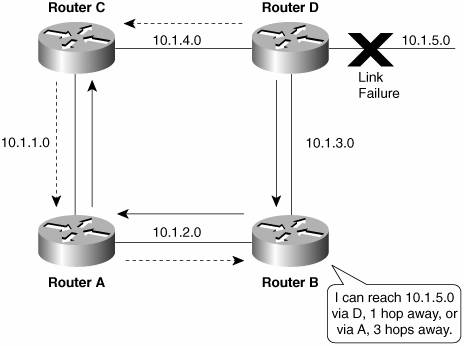 Router C
Router D
10.1.4.0
10.1.5.0
Link
Failure
10.1.1.0
10.1.3.0
10.1.2.0
Router A
Router B
I can reach 10.1.5.0
via D, 1 hop away, or
via A, 3 hops away.